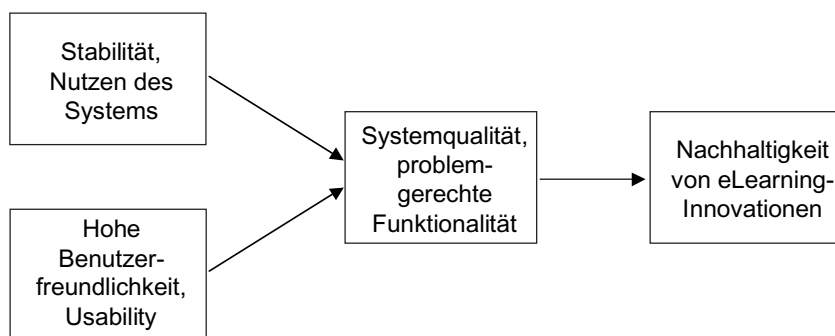 Stabilität,
Nutzen des
Systems
Hohe
Benutzer-
freundlichkeit,
Usability
Systemqualität,
problem-
gerechte
Funktionalität
Nachhaltigkeit
von eLearning-
Innovationen